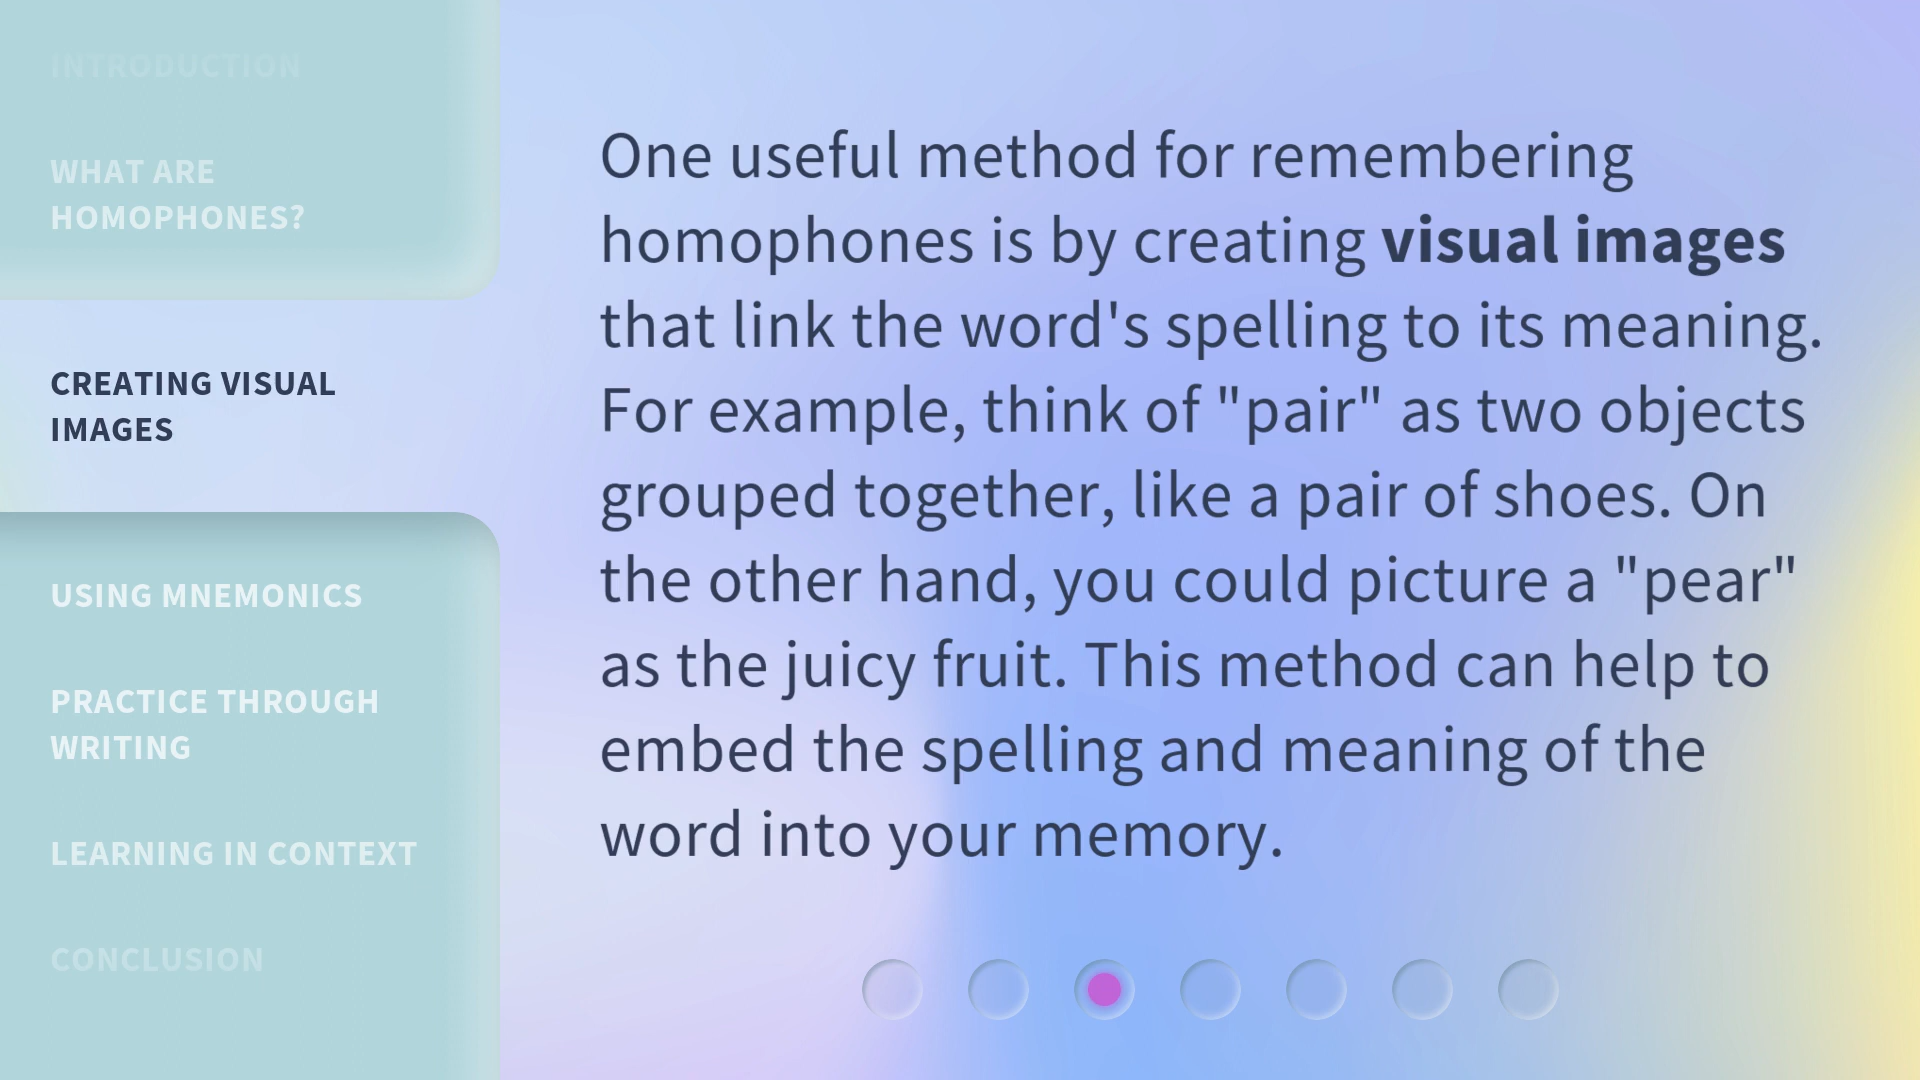 INTRODUCTION
WHAT ARE
HOMOPHONES?
CREATING VISUAL
IMAGES
USING MNEMONICS
PRACTICE THROUGH
WRITING
LEARNING IN CONTEXT
CONCLUSION
One useful method for remembering
homophones is by creating visual images
that link the word's spelling to its meaning.
For example, think of "pair" as two objects
grouped together, like a pair of shoes. On
the other hand, you could picture a "pear"
as the juicy fruit. This method can help to
embed the spelling and meaning of the
word into your memory.